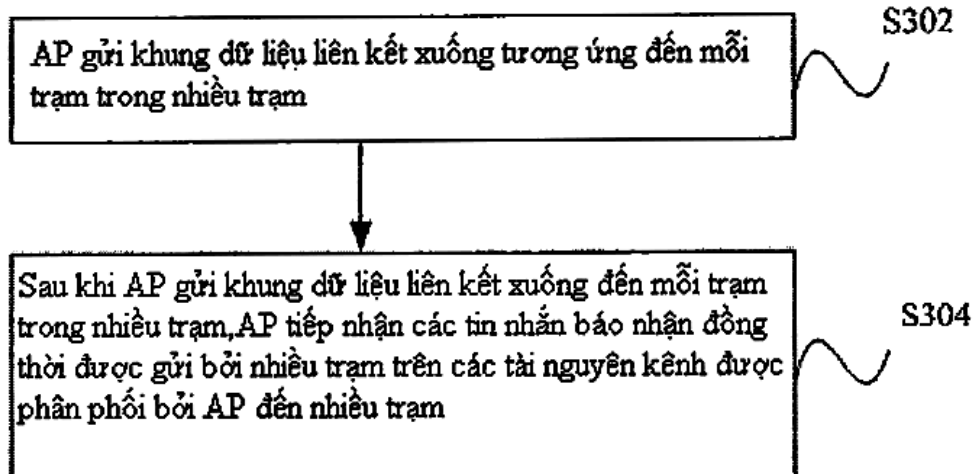 S302
AP gửi khung dữ liệu liên kết xuống tương ứng đến mỗi
trạm trong nhiều trạm
Sau khi AP gửi khung dữ liệu liên kết xuống đến mỗi trạm
trong nhiều trạm,AP tiếp nhận các tin nhắn báo nhận đồng
thời được gửi bởi nhiều trạm trên các tài nguyên kênh được
phân phối bởi AP đến nhiều trạm
S304